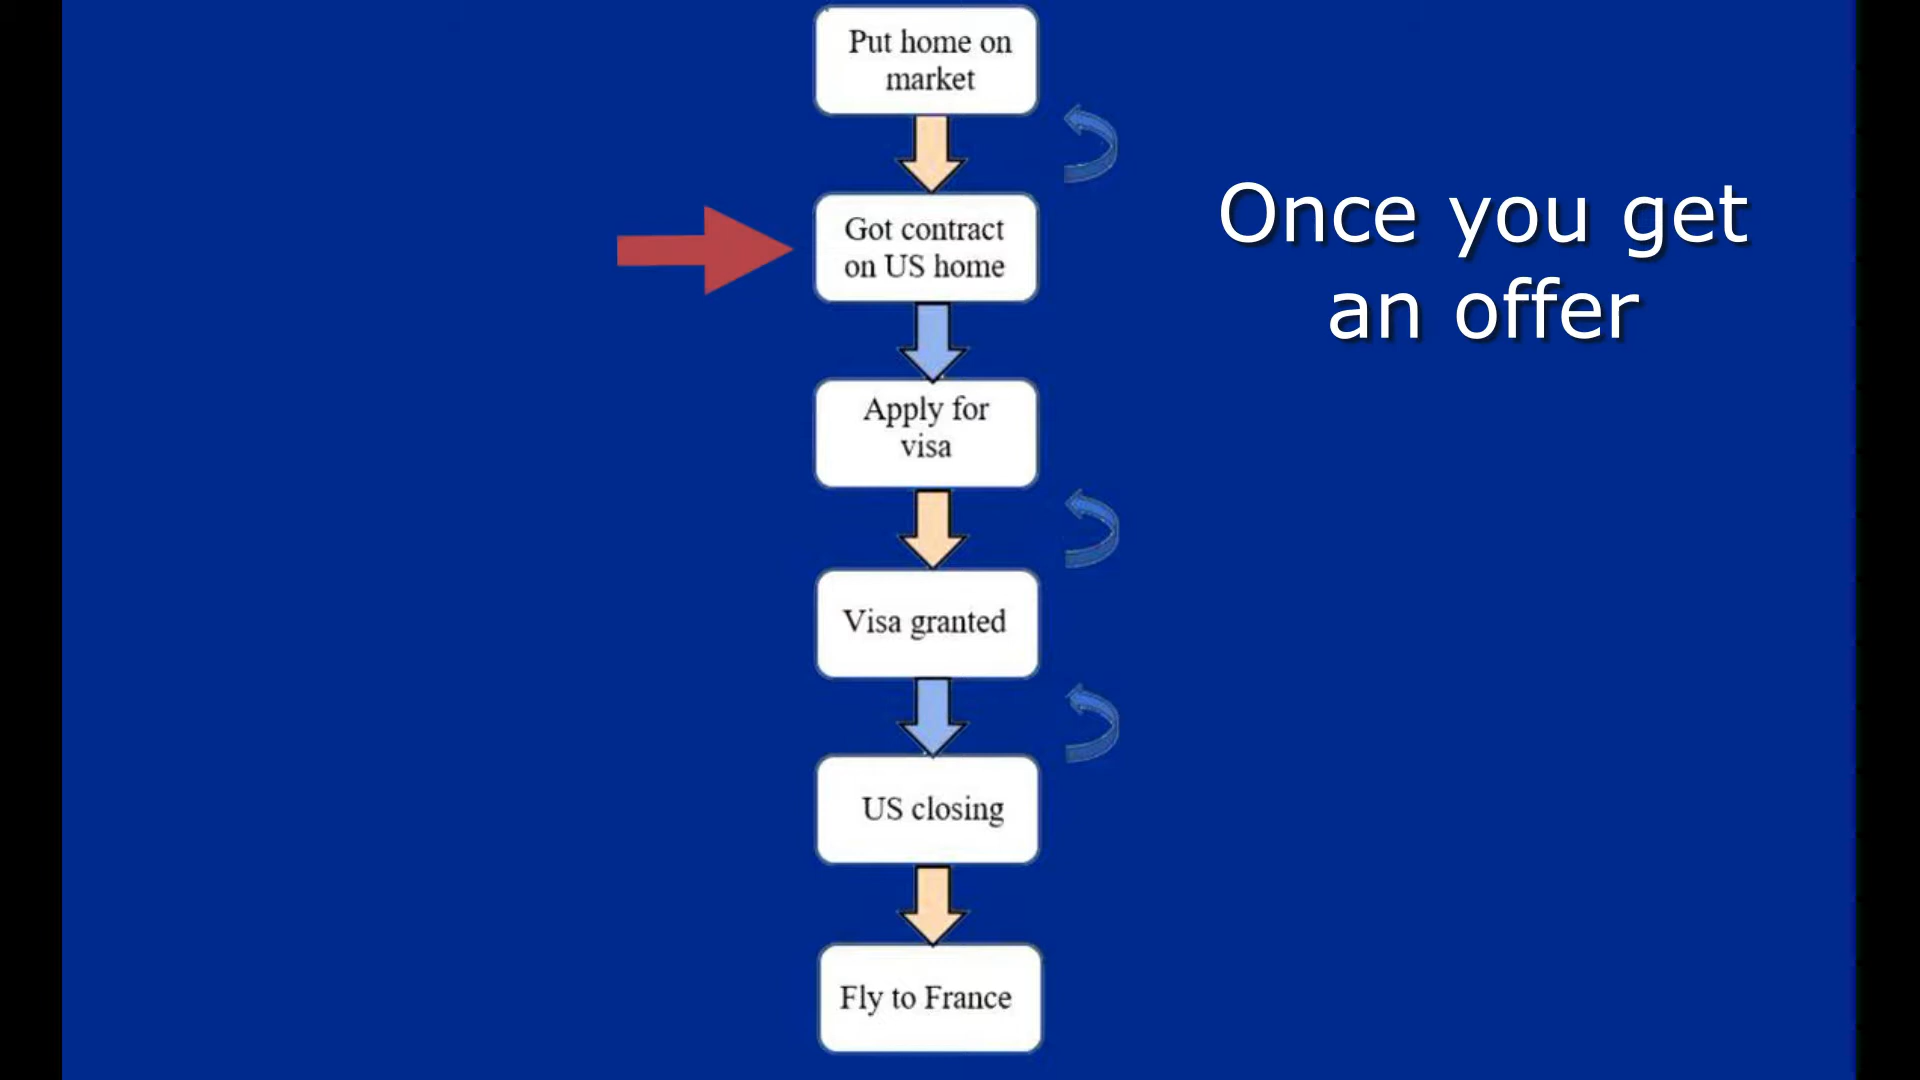 Put home on
market
Got contract
on US home
Once you get
an offer
Apply for
visa
Visa granted
US closing
Fly to France